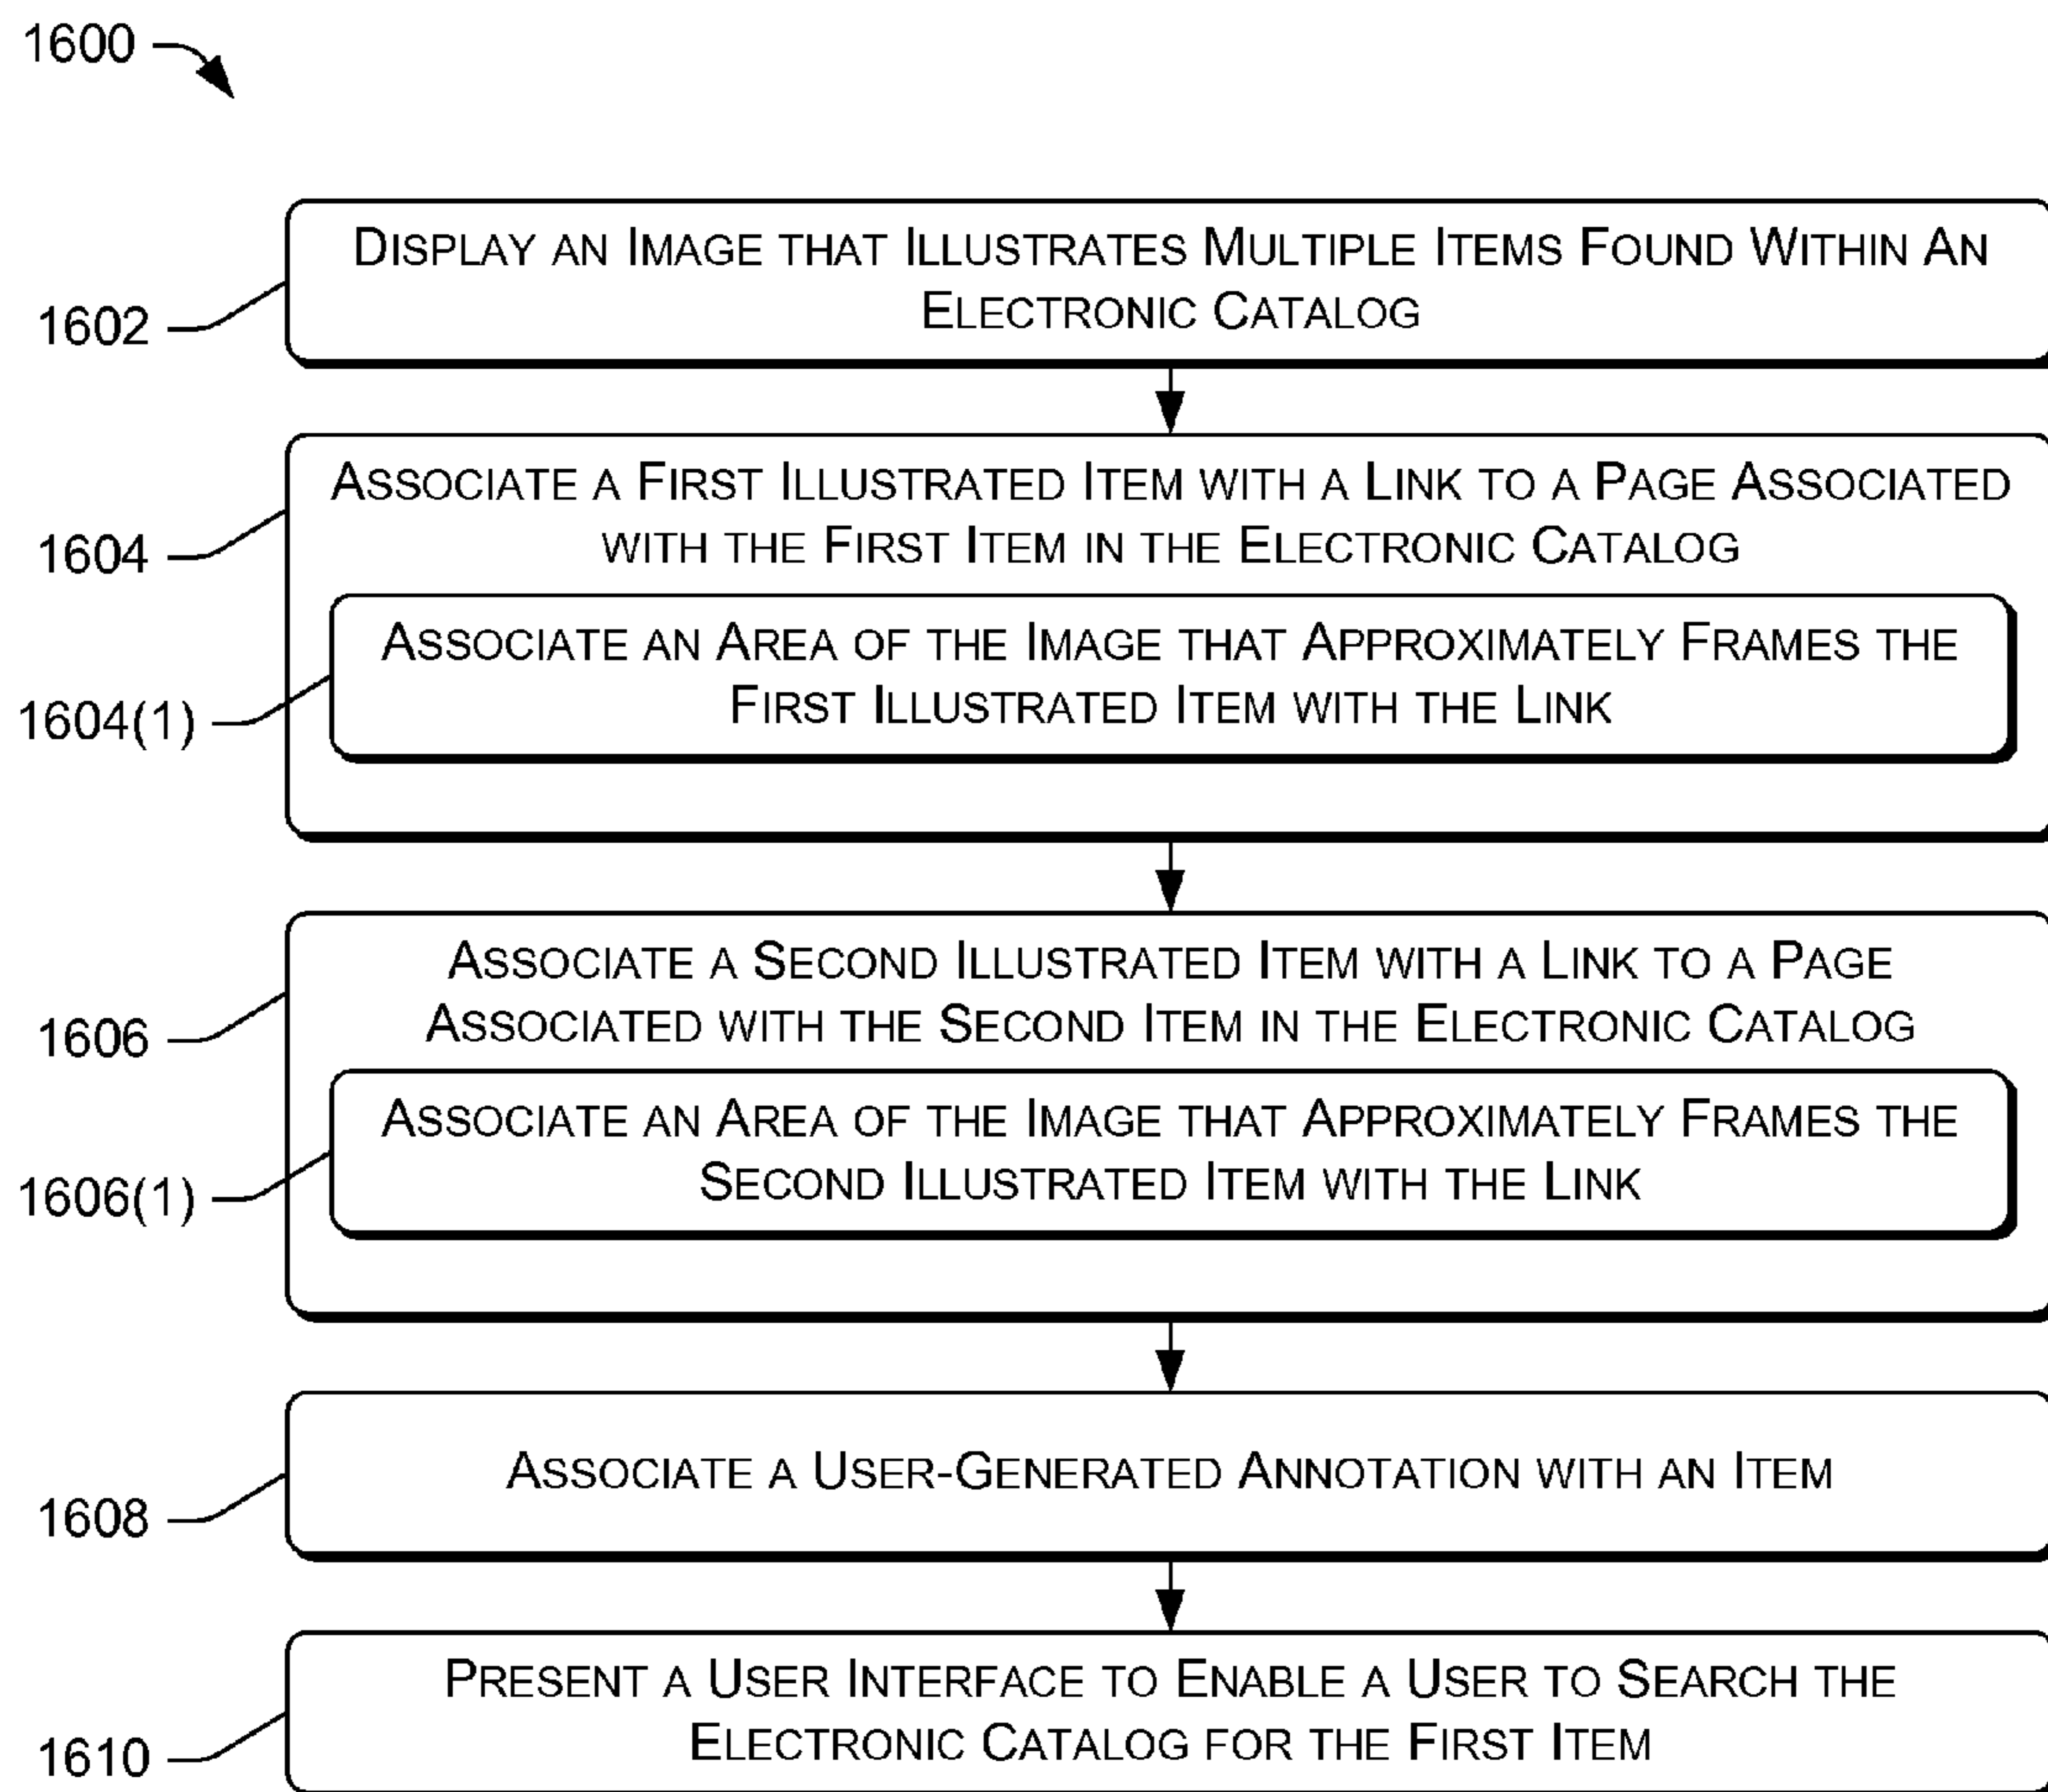 1600
DISPLAY AN IMAGE THAT ILLUSTRATES MULTIPLE ITEMS FOUND WITHIN AN
ELECTRONIC CATALOG
1602
ASSOCIATE A FIRST ILLUSTRATED ITEM WITH A LINK TO A PAGE ASSOCIATED
WITH THE FIRST ITEM IN THE ELECTRONIC CATALOG
1604
ASSOCIATE AN AREA OF THE IMAGE THAT APPROXIMATELY FRAMES THE
FIRST ILLUSTRATED ITEM WITH THE LINK
1604(1)
ASSOCIATE A SECOND ILLUSTRATED ITEM WITH A LINK TO A PAGE
ASSOCIATED WITH THE SECOND ITEM IN THE ELECTRONIC CATALOG
1606
ASSOCIATE AN AREA OF THE IMAGE THAT APPROXIMATELY FRAMES THE
SECOND ILLUSTRATED ITEM WITH THE LINK
1606(1)
ASSOCIATE A USER-GENERATED ANNOTATION WITH AN ITEM
1608
PRESENT A USER INTERFACE TO ENABLE A USER TO SEARCH THE
ELECTRONIC CATALOG FOR THE FIRST ITEM
1610